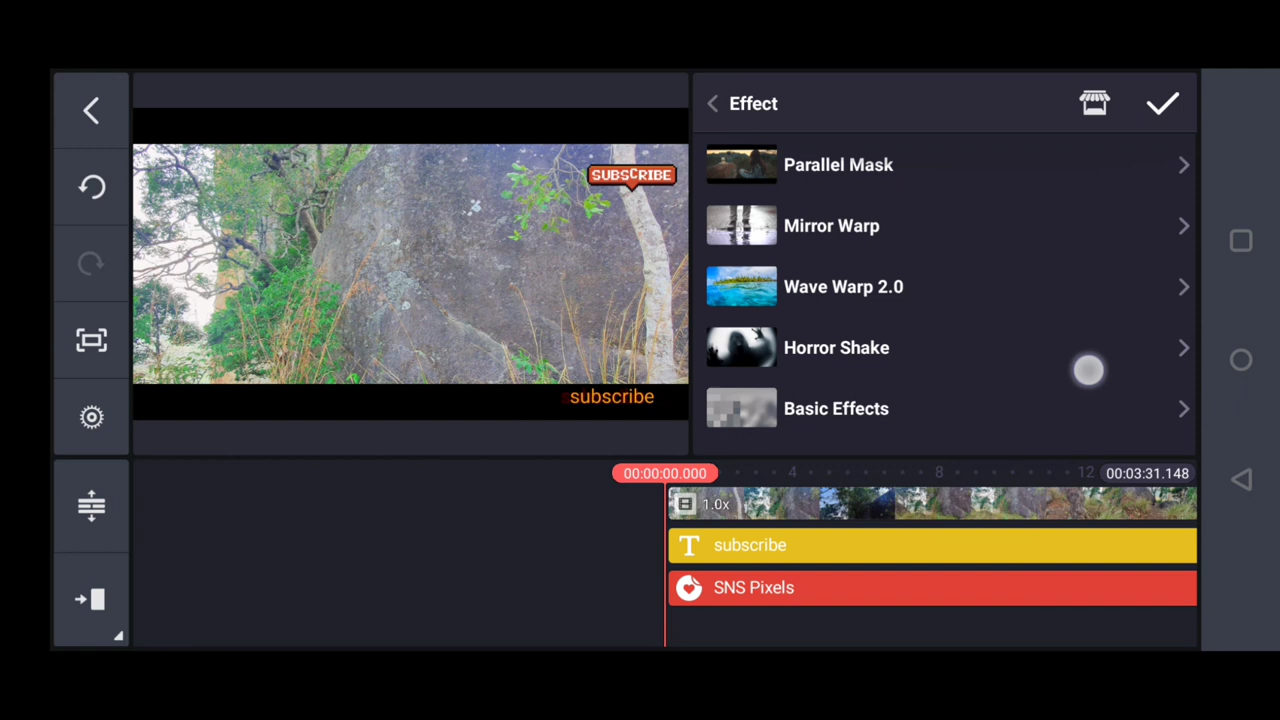 Effect
Parallel Mask
Mirror Warp
Wave Warp 2.0
Horror Shake
Basic Effects
SUBSCRIBE
subscribe
00:00:00.000
4
8
12
00:03:31.148
1.0x
T subscribe
SNS Pixels